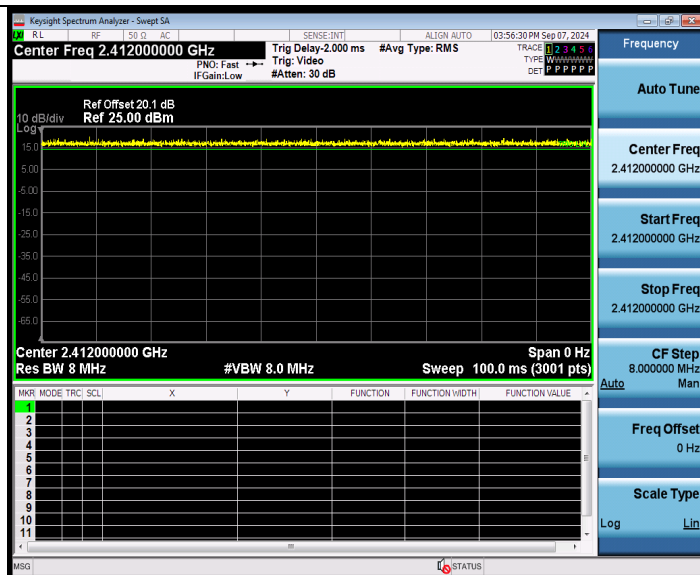 Keysight Spectrum Analyzer - Swept SA
LXI RL RF 50 Ω AC SENSE:INT ALIGN AUTO 03:56:30 PM Sep 07, 2024
Center Freq 2.412000000 GHz
PNO: Fast
IFGain:Low
Trig Delay-2.000 ms
Trig: Video
#Atten: 30 dB
#Avg Type: RMS
TRACE 1 2 3 4 5 6
TYPE WWWWWW
DET P P P P P P
Ref Offset 20.1 dB
10 dB/div Ref 25.00 dBm
Log
15.0
5.00
-5.00
-15.0
-25.0
-35.0
-45.0
-55.0
-65.0
Center 2.412000000 GHz Span 0 Hz
Res BW 8 MHz #VBW 8.0 MHz Sweep 100.0 ms (3001 pts)
MKR MODE TRC SCL X Y FUNCTION FUNCTION WIDTH FUNCTION VALUE
1
2
3
4
5
6
7
8
9
10
11
MSG STATUS
Frequency
Auto Tune
Center Freq
2.412000000 GHz
Start Freq
2.412000000 GHz
Stop Freq
2.412000000 GHz
CF Step
8.000000 MHz
Auto Man
Freq Offset
0 Hz
Scale Type
Log Lin